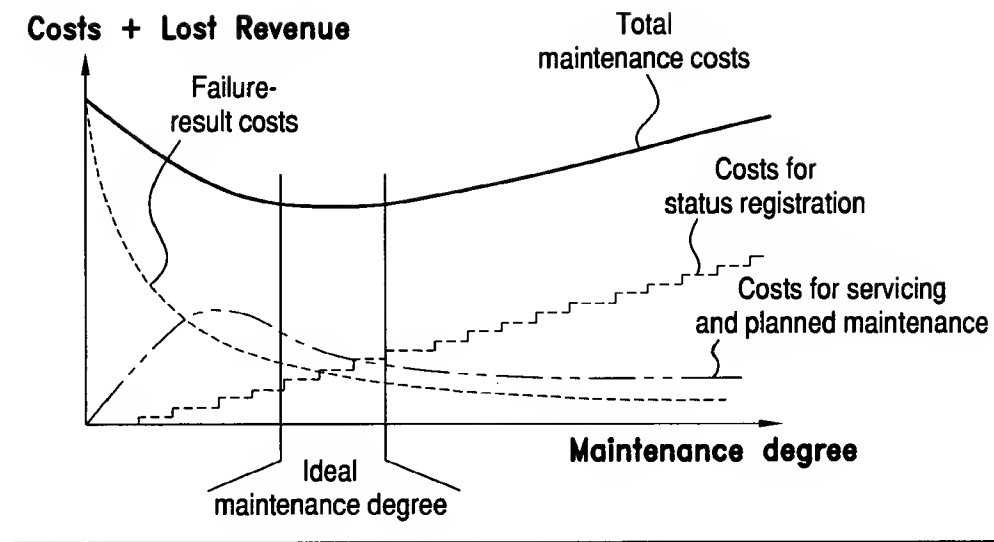 Costs + Lost Revenue
Total
maintenance costs
Failure-
result costs
Costs for
status registration
Costs for servicing
and planned maintenance
Maintenance degree
Ideal
maintenance degree